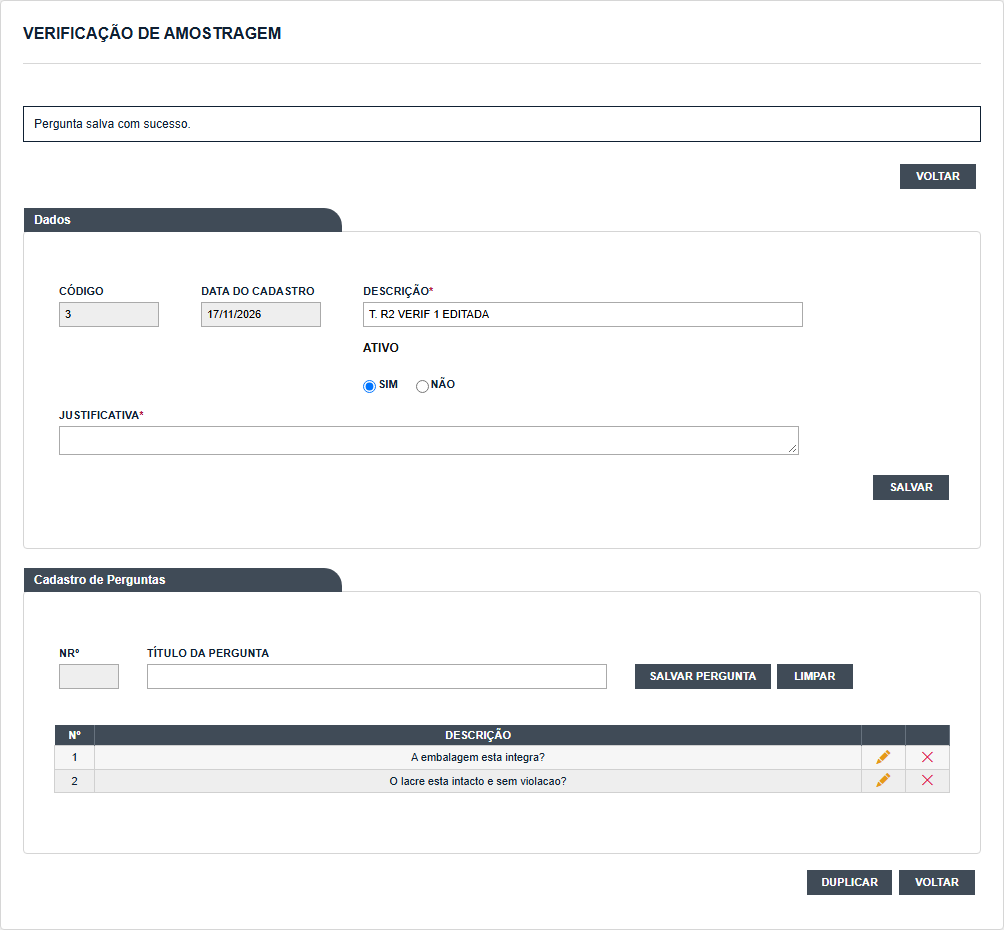 VERIFICAÇÃO DE AMOSTRAGEM
Pergunta salva com sucesso.
VOLTAR
Dados
CÓDIGO DATA DO CADASTRO DESCRIÇÃO*
3 17/11/2026 T. R2 VERIF 1 EDITADA
ATIVO
SIM NÃO
JUSTIFICATIVA*
SALVAR
Cadastro de Perguntas
NRº TÍTULO DA PERGUNTA
SALVAR PERGUNTA LIMPAR
Nº DESCRIÇÃO
1 A embalagem esta integra?
2 O lacre esta intacto e sem violacao?
DUPLICAR VOLTAR